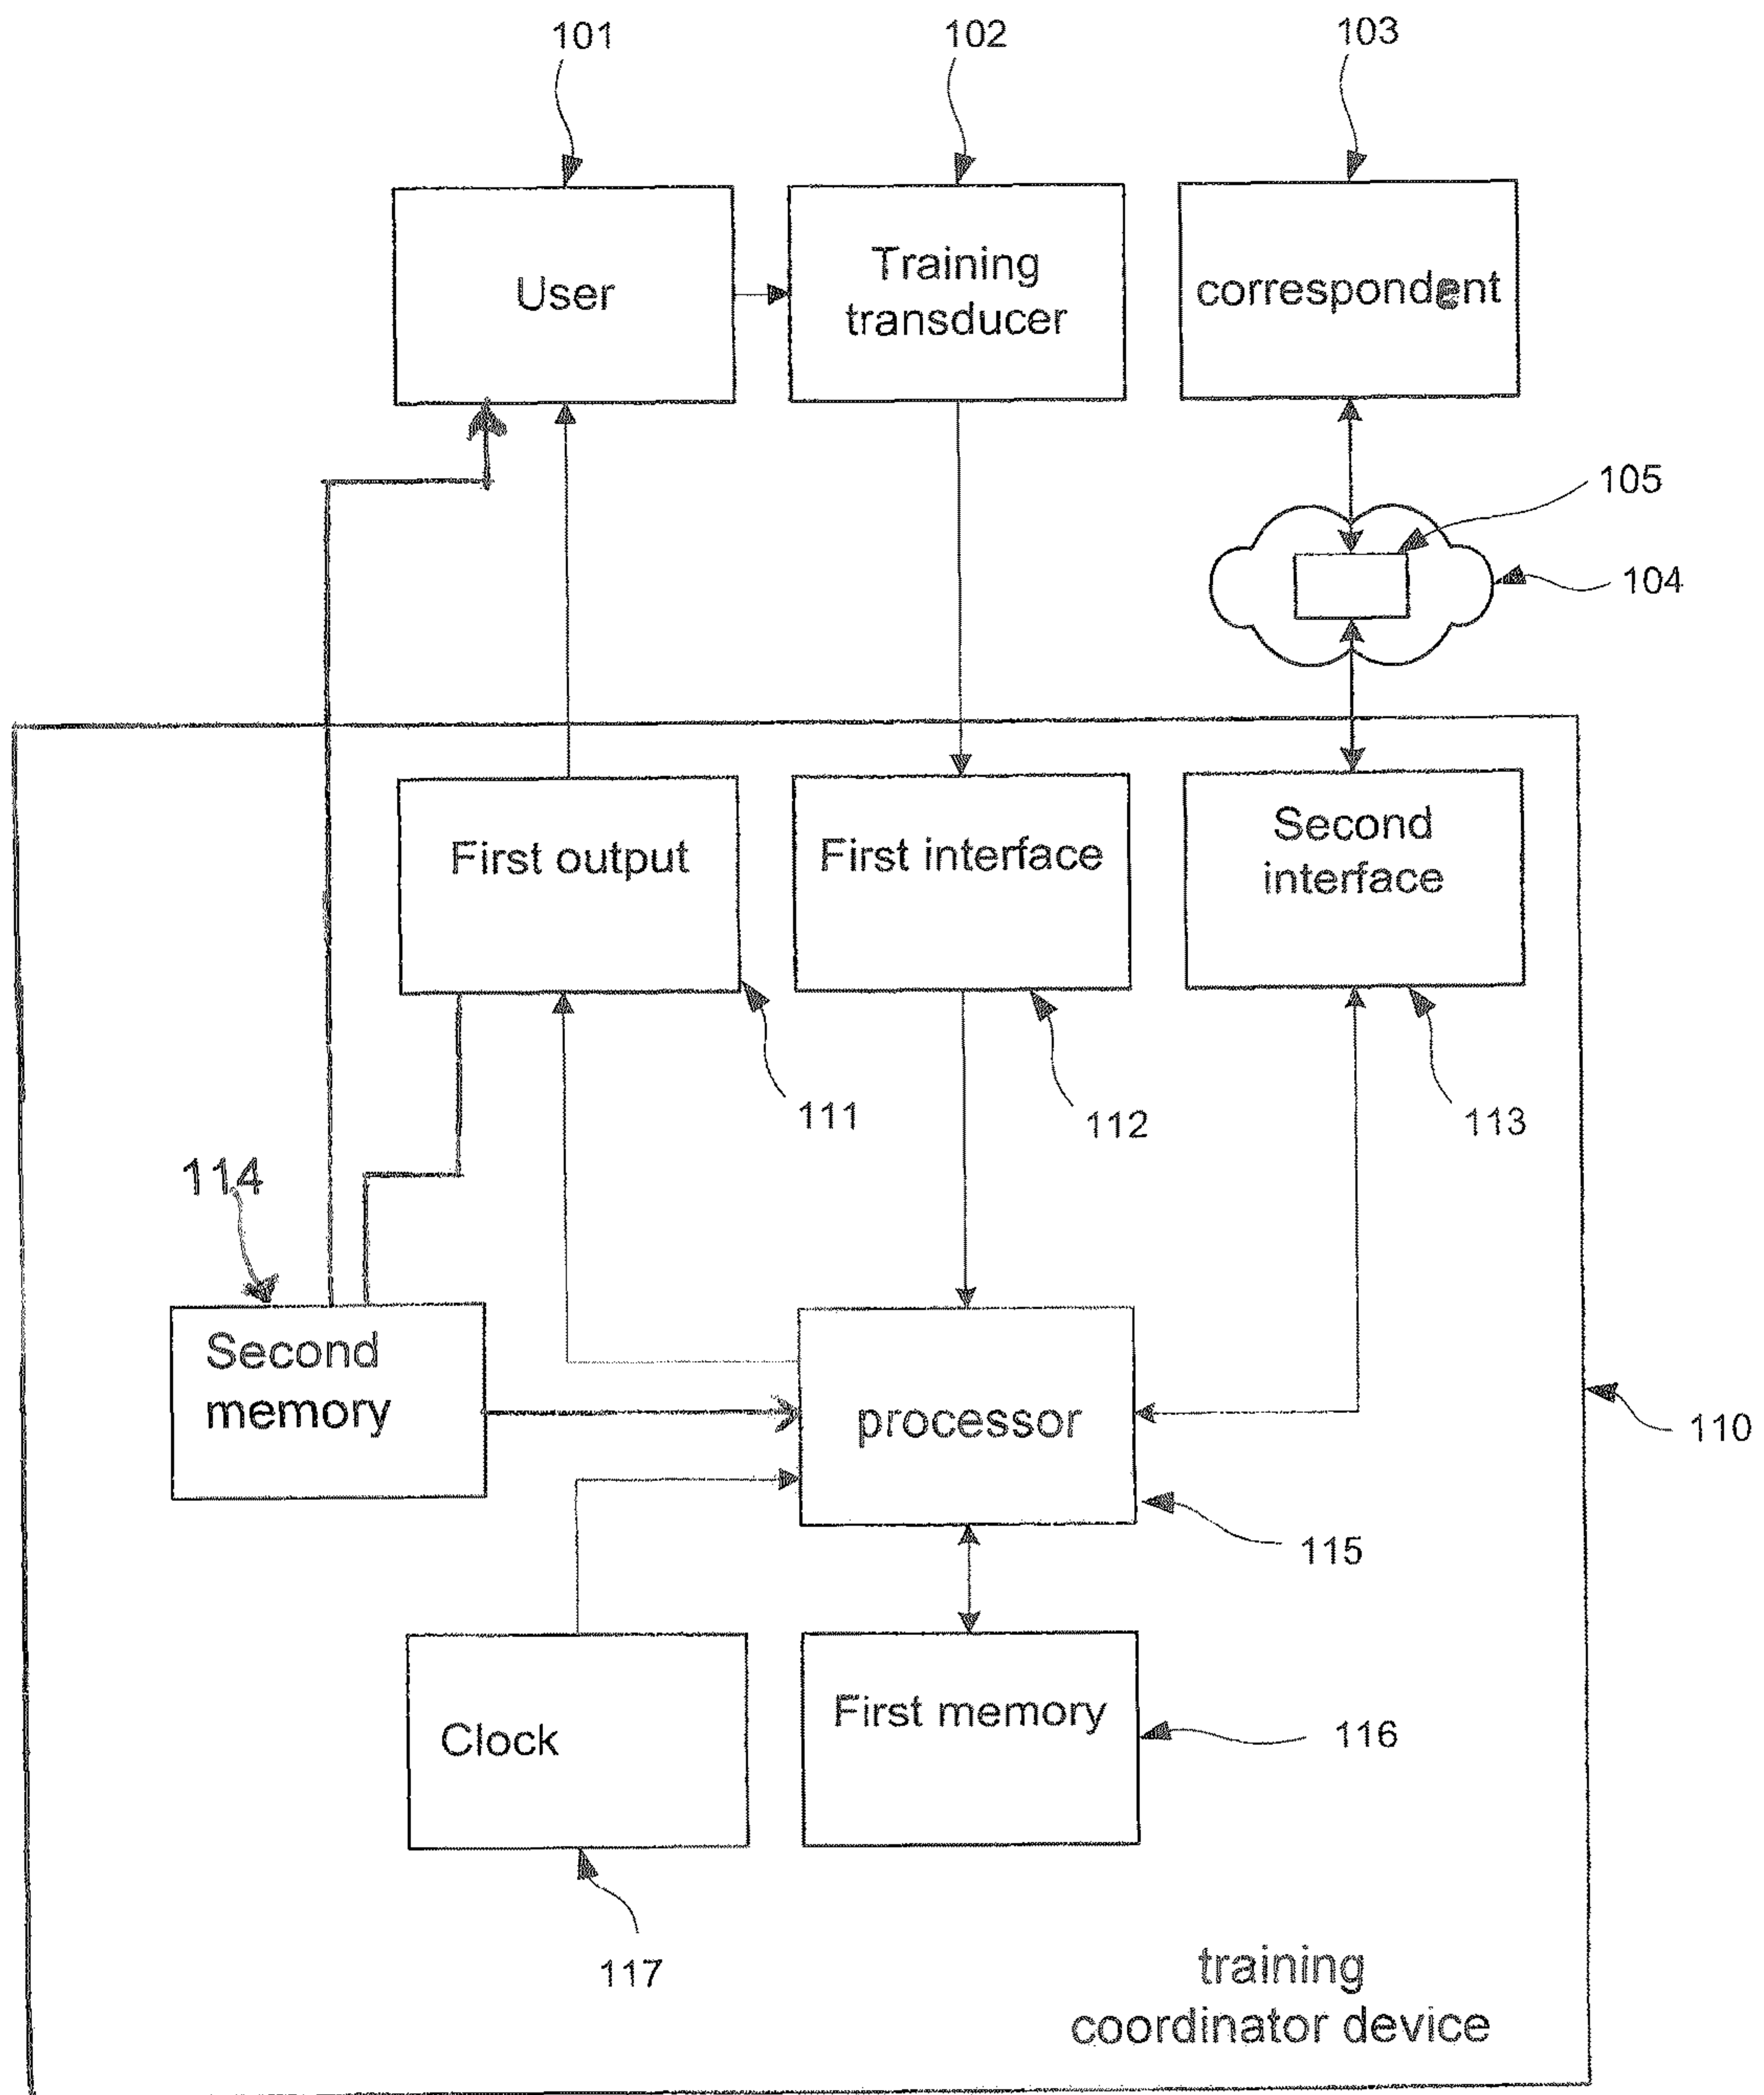 101
102
103
User
Training
transducer
correspondent
105
104
First output
First interface
Second
interface
111
112
113
114
Second
memory
processor
110
115
Clock
First memory
116
117
training
coordinator device